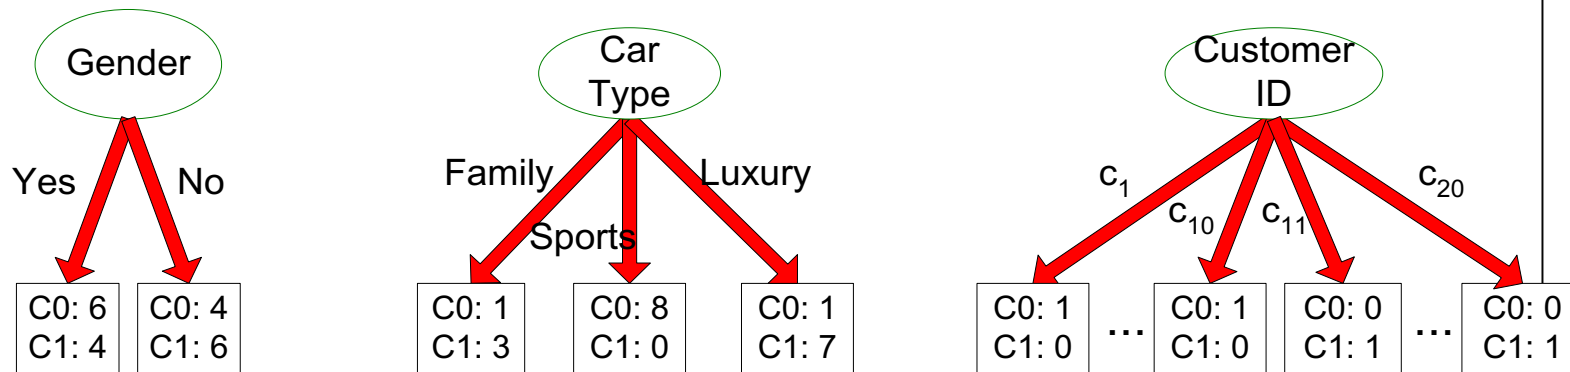 Gender
Yes
No
C0: 6
C1: 4
C0: 4
C1: 6
Car
Type
Family
Sports
Luxury
C0: 1
C1: 3
C0: 8
C1: 0
C0: 1
C1: 7
Customer
ID
c1
c10
c11
c20
C0: 1
C1: 0
...
C0: 1
C1: 0
C0: 0
C1: 1
...
C0: 0
C1: 1